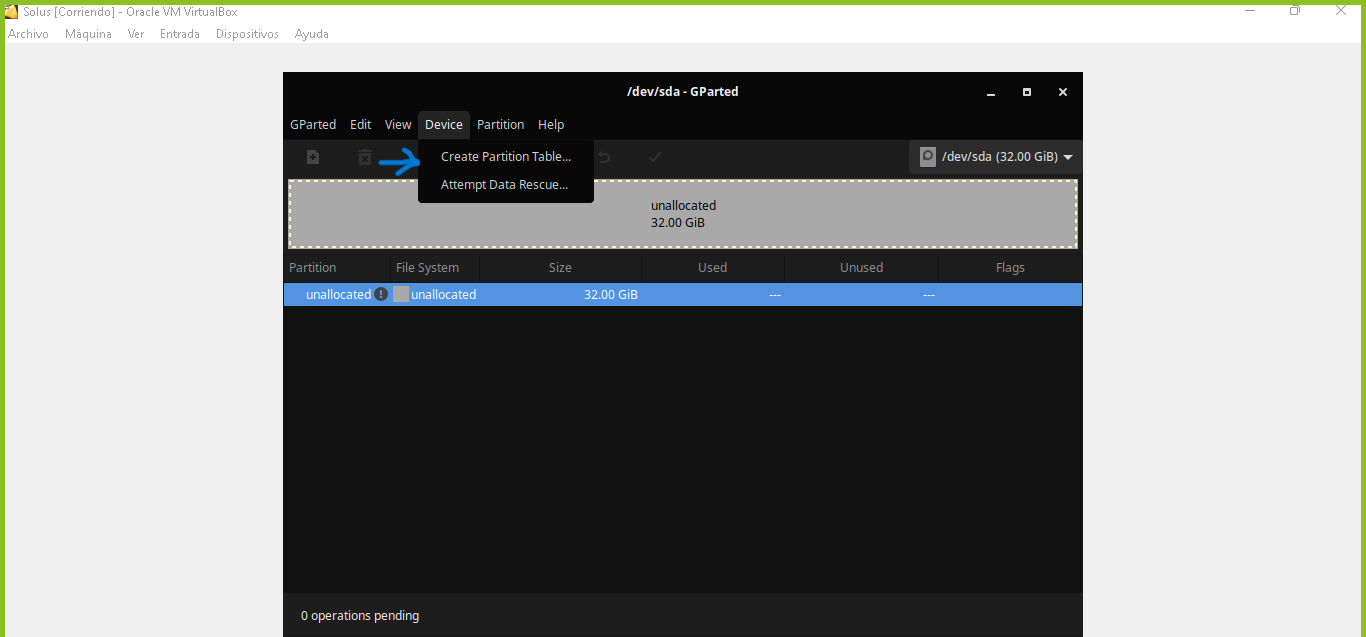 Solus [Corriendo] - Oracle VM VirtualBox
Archivo Máquina Ver Entrada Dispositivos Ayuda
/dev/sda - GParted
GParted Edit View Device Partition Help
Create Partition Table...
/dev/sda (32.00 GiB)
Attempt Data Rescue...
unallocated
32.00 GiB
Partition File System Size Used Unused Flags
unallocated unallocated 32.00 GiB --- ---
0 operations pending